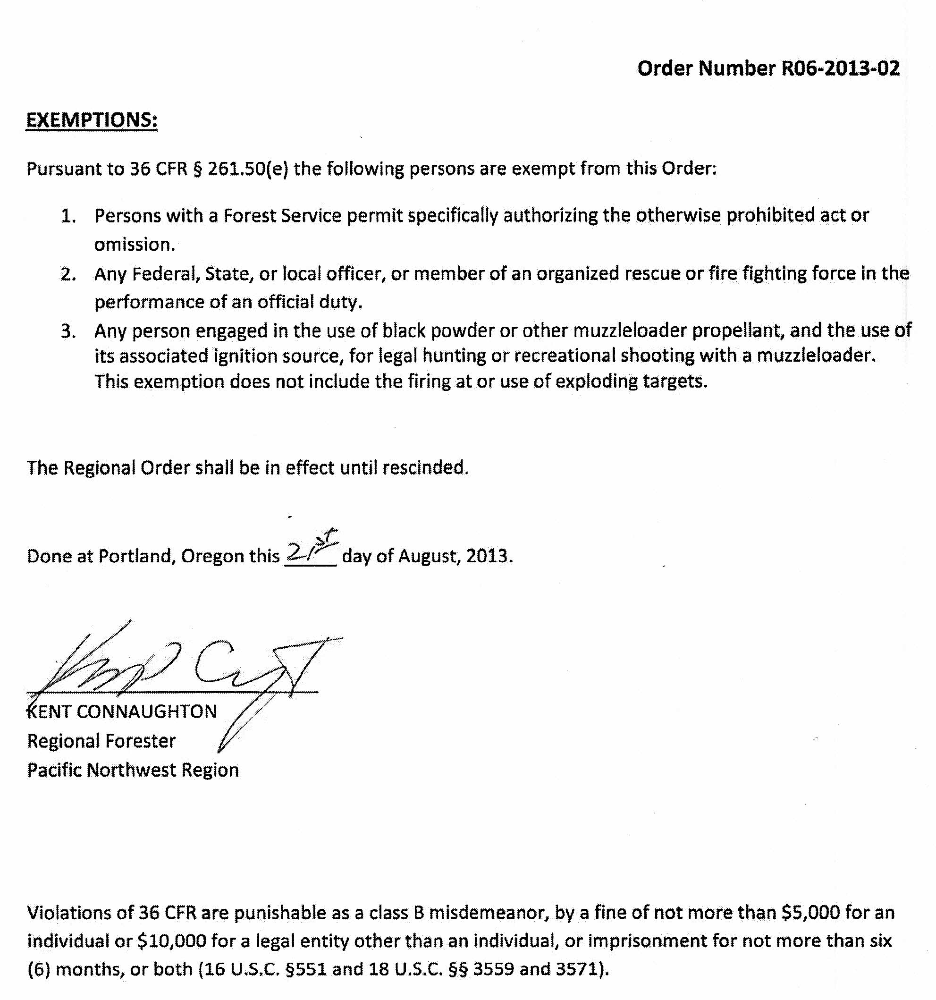 Order Number R06-2013-02
EXEMPTIONS:
Pursuant to 36 CFR § 261.50(e) the following persons are exempt from this Order:
1. Persons with a Forest Service permit specifically authorizing the otherwise prohibited act or
omission.
2. Any Federal, State, or local officer, or member of an organized rescue or fire fighting force in the
performance of an official duty.
3. Any person engaged in the use of black powder or other muzzleloader propellant, and the use of
its associated ignition source, for legal hunting or recreational shooting with a muzzleloader.
This exemption does not include the firing at or use of exploding targets.
The Regional Order shall be in effect until rescinded.
Done at Portland, Oregon this 21st day of August, 2013.
KENT CONNAUGHTON
Regional Forester
Pacific Northwest Region
Violations of 36 CFR are punishable as a class B misdemeanor, by a fine of not more than $5,000 for an
individual or $10,000 for a legal entity other than an individual, or imprisonment for not more than six
(6) months, or both (16 U.S.C. §551 and 18 U.S.C. §§ 3559 and 3571).